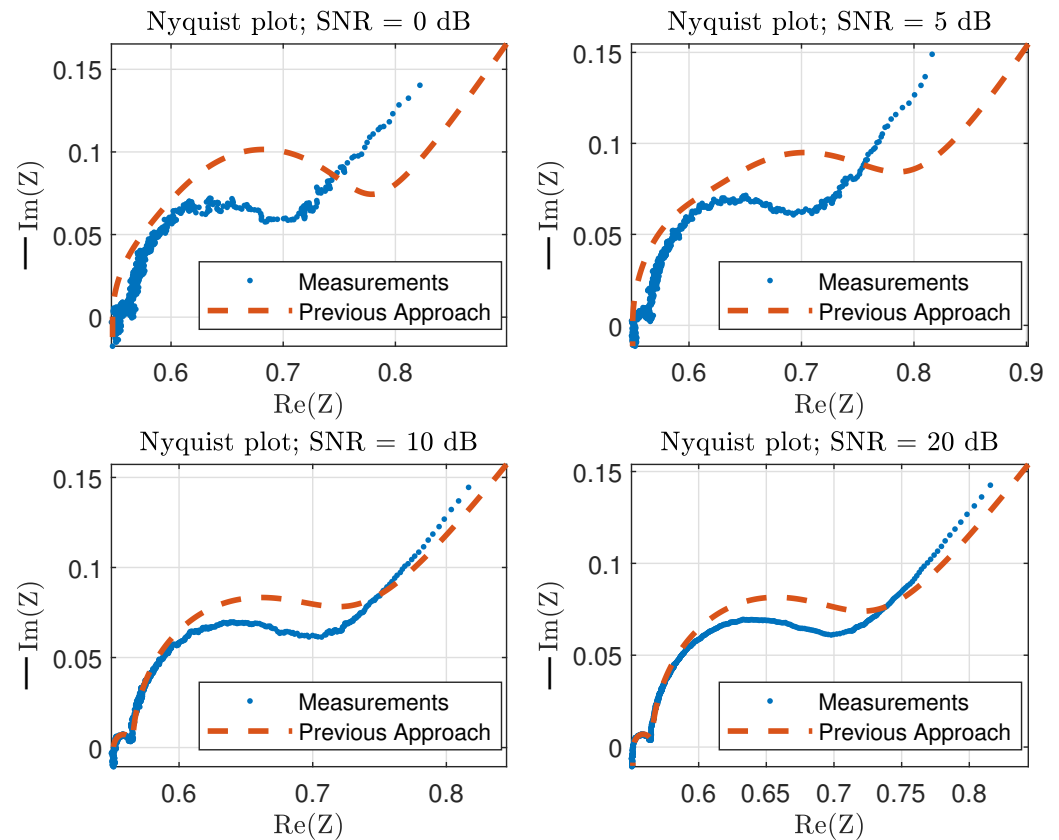 Nyquist plot; SNR = 0 dB
0.15
0.1
0.05
0
— Im(Z)
Measurements
Previous Approach
0.6 0.7 0.8
Re(Z)
Nyquist plot; SNR = 5 dB
0.15
0.1
0.05
0
— Im(Z)
Measurements
Previous Approach
0.6 0.7 0.8 0.9
Re(Z)
Nyquist plot; SNR = 10 dB
0.15
0.1
0.05
0
— Im(Z)
Measurements
Previous Approach
0.6 0.7 0.8
Re(Z)
Nyquist plot; SNR = 20 dB
0.15
0.1
0.05
0
— Im(Z)
Measurements
Previous Approach
0.6 0.65 0.7 0.75 0.8
Re(Z)